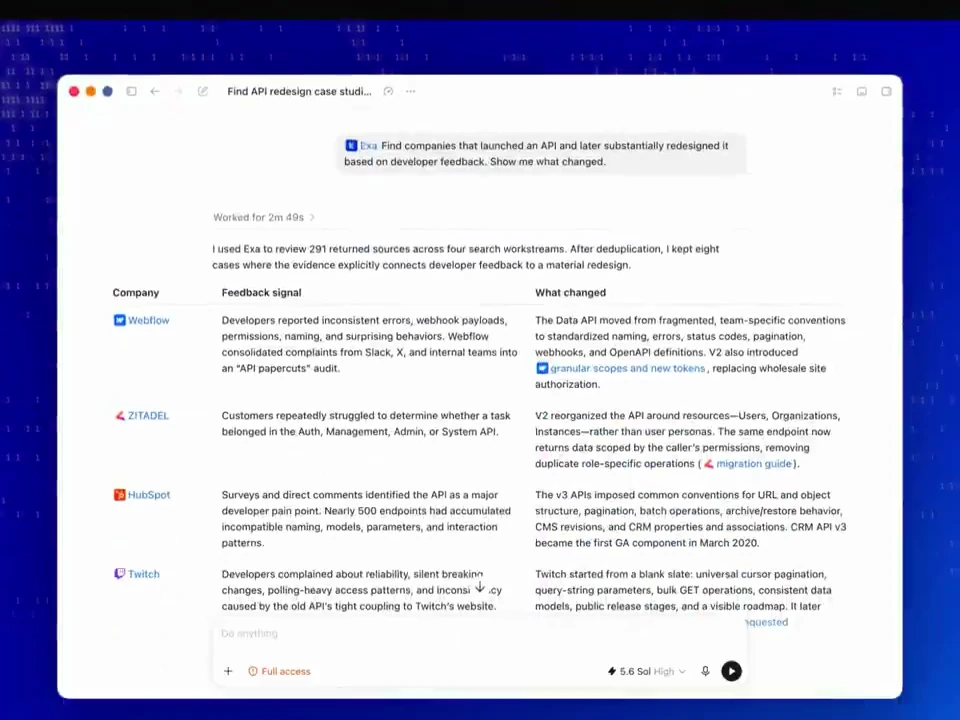 Find API redesign case studi...
Exa Find companies that launched an API and later substantially redesigned it
based on developer feedback. Show me what changed.
Worked for 2m 49s
I used Exa to review 291 returned sources across four search workstreams. After deduplication, I kept eight
cases where the evidence explicitly connects developer feedback to a material redesign.
Company Feedback signal What changed
Webflow
Developers reported inconsistent errors, webhook payloads,
permissions, naming, and surprising behaviors. Webflow
consolidated complaints from Slack, X, and internal teams into
an “API papercuts” audit.
The Data API moved from fragmented, team-specific conventions
to standardized naming, errors, status codes, pagination,
webhooks, and OpenAPI definitions. V2 also introduced
granular scopes and new tokens, replacing wholesale site
authorization.
ZITADEL
Customers repeatedly struggled to determine whether a task
belonged in the Auth, Management, Admin, or System API.
V2 reorganized the API around resources—Users, Organizations,
Instances—rather than user personas. The same endpoint now
returns data scoped by the caller’s permissions, removing
duplicate role-specific operations (migration guide).
HubSpot
Surveys and direct comments identified the API as a major
developer pain point. Nearly 500 endpoints had accumulated
incompatible naming, models, parameters, and interaction
patterns.
The v3 APIs imposed common conventions for URL and object
structure, pagination, batch operations, archive/restore behavior,
CMS revisions, and CRM properties and associations. CRM API v3
became the first GA component in March 2020.
Twitch
Developers complained about reliability, silent breaking
changes, polling-heavy access patterns, and
caused by the old API’s tight coupling to Twitch’s website.
Twitch started from a blank slate: universal cursor pagination,
query-string parameters, bulk GET operations, consistent data
models, public release stages, and a visible roadmap. It later
Do anything
Full access
5.6 Sol High